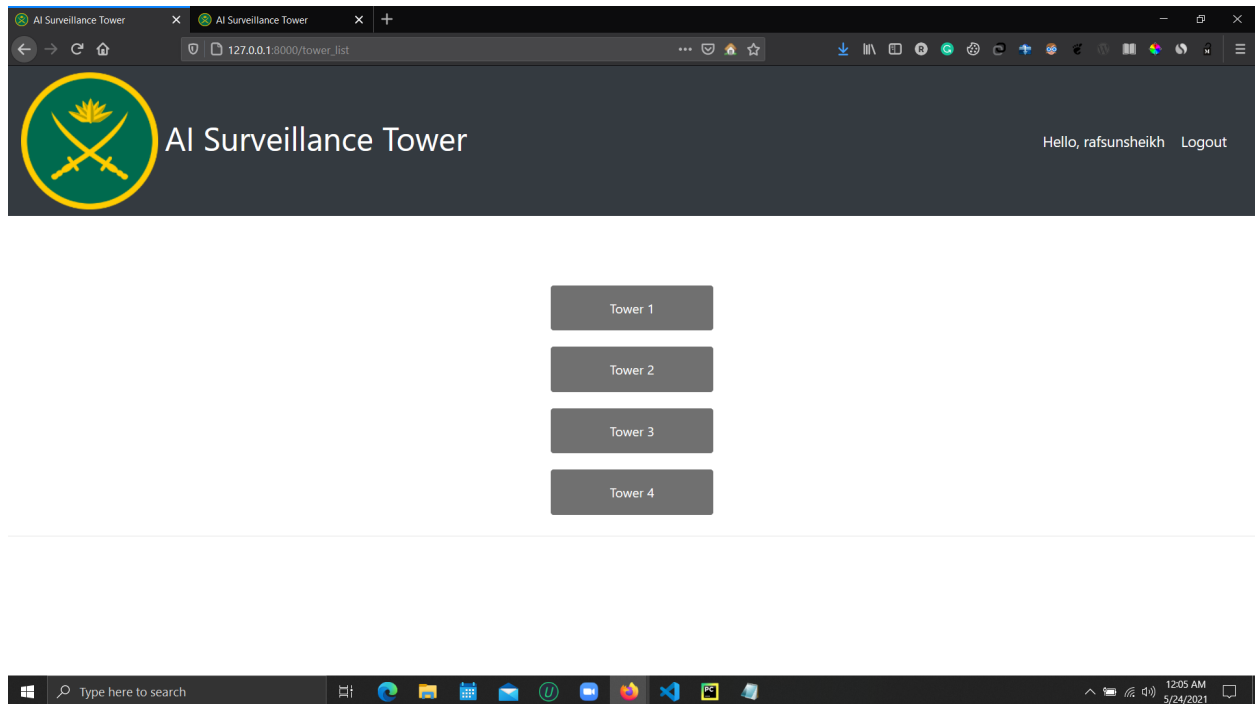 AI Surveillance Tower
AI Surveillance Tower
127.0.0.1:8000/tower_list
AI Surveillance Tower
Hello, rafsunsheikh Logout
Tower 1
Tower 2
Tower 3
Tower 4
Type here to search
12:05 AM
5/24/2021